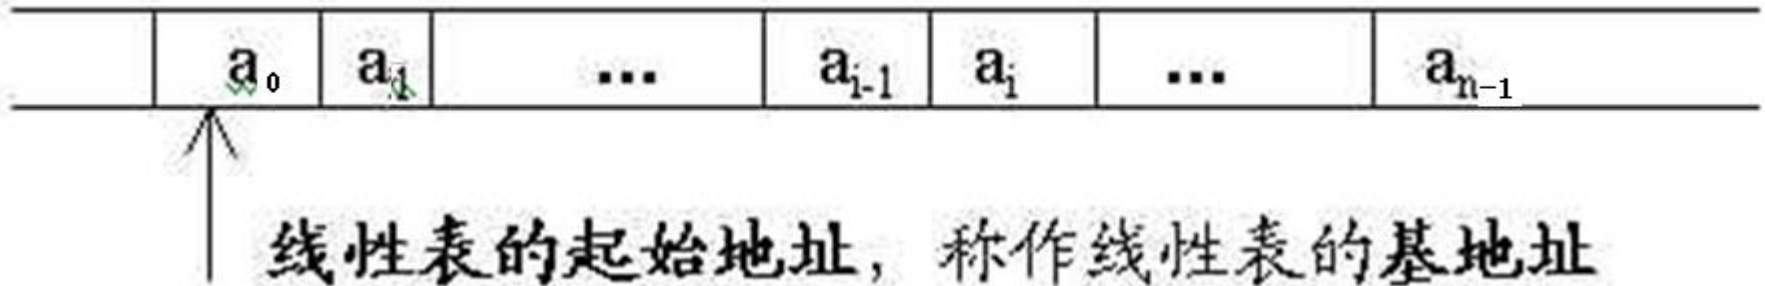 a₀ a₁ ... aᵢ₋₁ aᵢ ... aₙ₋₁
线性表的起始地址，称作线性表的基地址